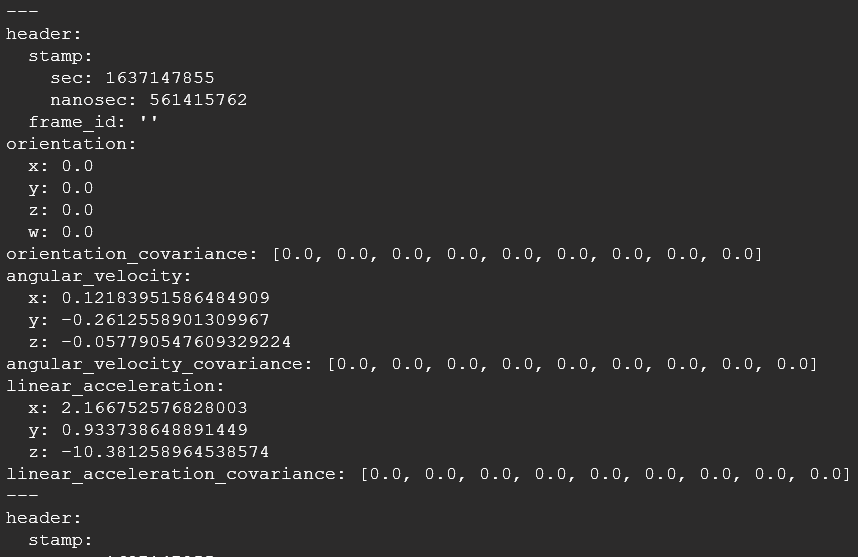 ---
header:
  stamp:
    sec: 1637147855
    nanosec: 561415762
  frame_id: ''
orientation:
  x: 0.0
  y: 0.0
  z: 0.0
  w: 0.0
orientation_covariance: [0.0, 0.0, 0.0, 0.0, 0.0, 0.0, 0.0, 0.0, 0.0]
angular_velocity:
  x: 0.12183951586484909
  y: -0.2612558901309967
  z: -0.057790547609329224
angular_velocity_covariance: [0.0, 0.0, 0.0, 0.0, 0.0, 0.0, 0.0, 0.0, 0.0]
linear_acceleration:
  x: 2.166752576828003
  y: 0.933738648891449
  z: -10.381258964538574
linear_acceleration_covariance: [0.0, 0.0, 0.0, 0.0, 0.0, 0.0, 0.0, 0.0, 0.0]
---
header:
  stamp: